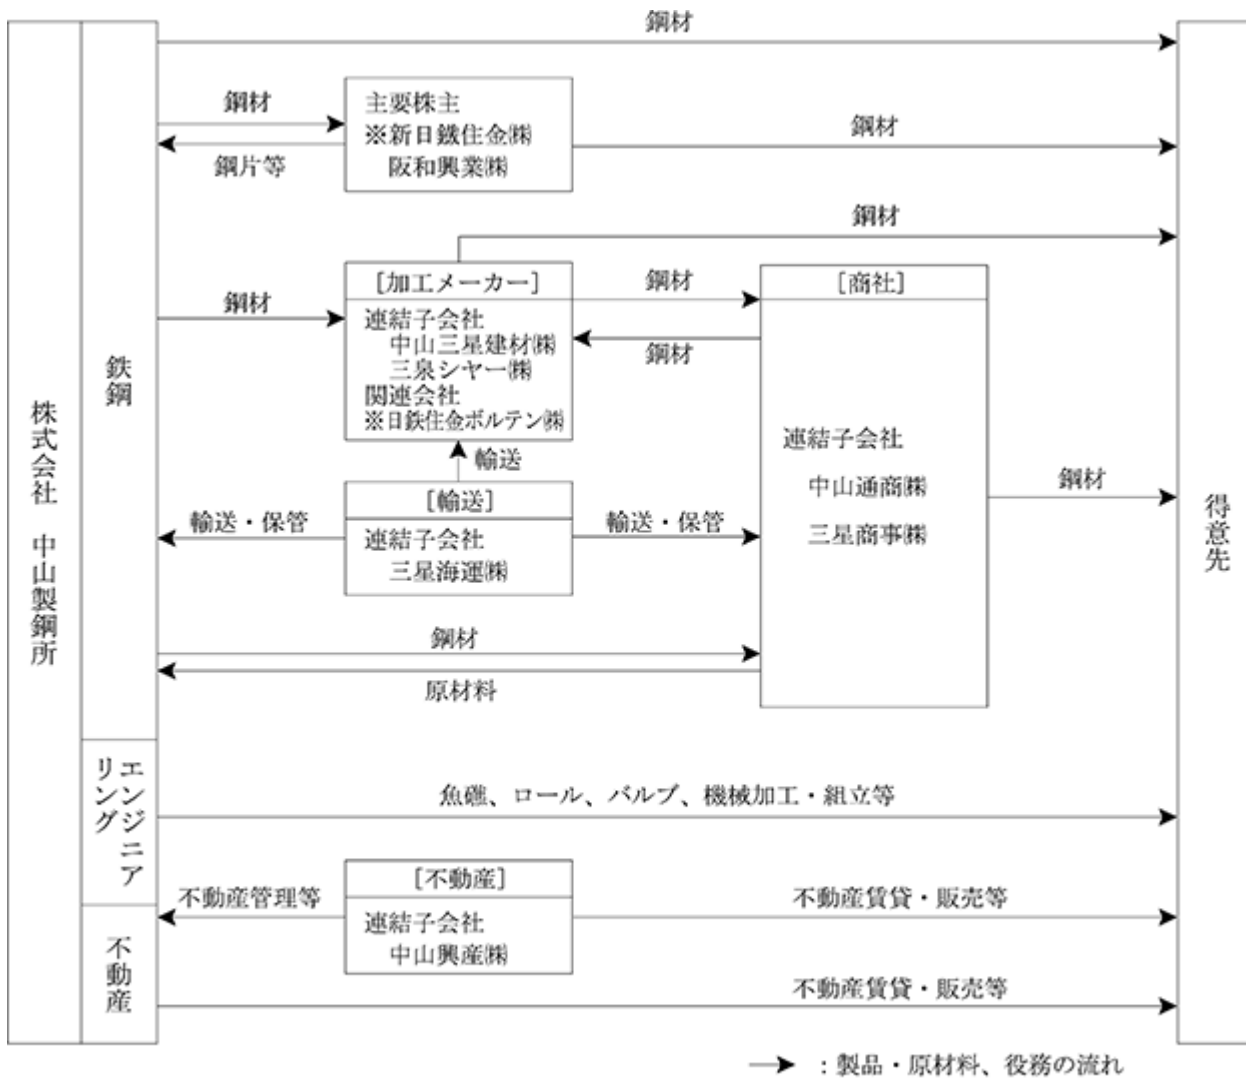 株式会社　中山製鋼所
鉄鋼
エンジニア
リング
不動産
鋼材
鋼材
鋼片等
主要株主
※新日鐵住金㈱
阪和興業㈱
鋼材
鋼材
鋼材
［加工メーカー］
連結子会社
中山三星建材㈱
三泉シヤー㈱
関連会社
※日鉄住金ボルテン㈱
鋼材
鋼材
［商社］
連結子会社
中山通商㈱
三星商事㈱
鋼材
輸送
輸送・保管
［輸送］
連結子会社
三星海運㈱
輸送・保管
鋼材
原材料
魚礁、ロール、バルブ、機械加工・組立等
不動産管理等
［不動産］
連結子会社
中山興産㈱
不動産賃貸・販売等
不動産賃貸・販売等
得意先
：製品・原材料、役務の流れ